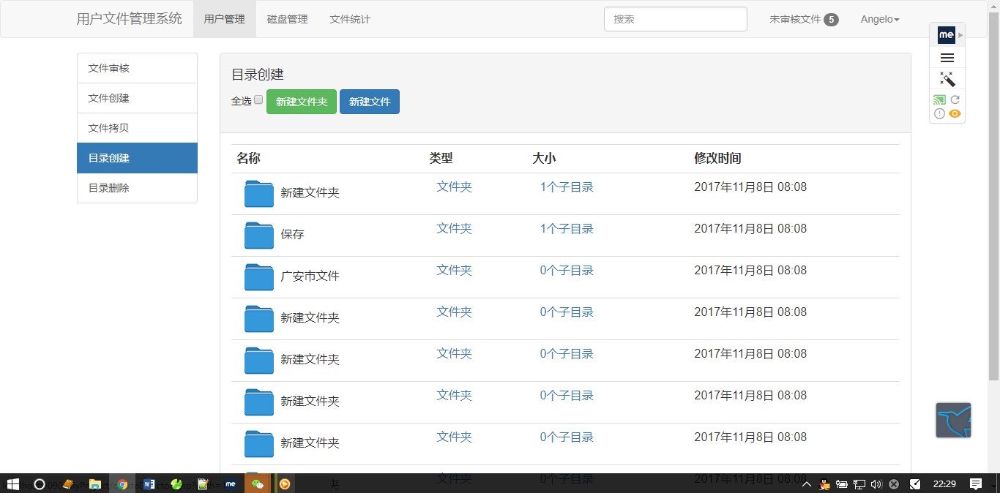 用户文件管理系统 用户管理 磁盘管理 文件统计 搜索 未审核文件 5 Angelo
me
文件审核
文件创建
文件拷贝
目录创建
目录删除
目录创建
全选 新建文件夹 新建文件
名称 类型 大小 修改时间
新建文件夹 文件夹 1个子目录 2017年11月8日 08:08
保存 文件夹 1个子目录 2017年11月8日 08:08
广安市文件 文件夹 0个子目录 2017年11月8日 08:08
新建文件夹 文件夹 0个子目录 2017年11月8日 08:08
新建文件夹 文件夹 0个子目录 2017年11月8日 08:08
新建文件夹 文件夹 0个子目录 2017年11月8日 08:08
新建文件夹 文件夹 0个子目录 2017年11月8日 08:08
文件夹 0个子目录 2017年11月8日 08:08
me 22:29